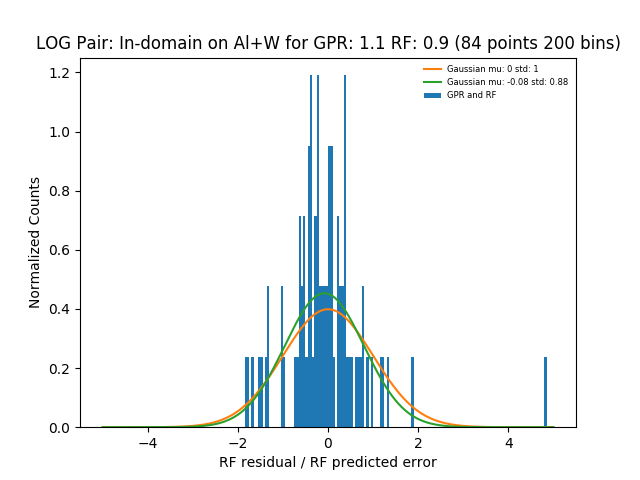 LOG Pair: In-domain on Al+W for GPR: 1.1 RF: 0.9 (84 points 200 bins)
Gaussian mu: 0 std: 1
Gaussian mu: -0.08 std: 0.88
GPR and RF
Normalized Counts
1.2
1.0
0.8
0.6
0.4
0.2
0.0
−4 −2 0 2 4
RF residual / RF predicted error